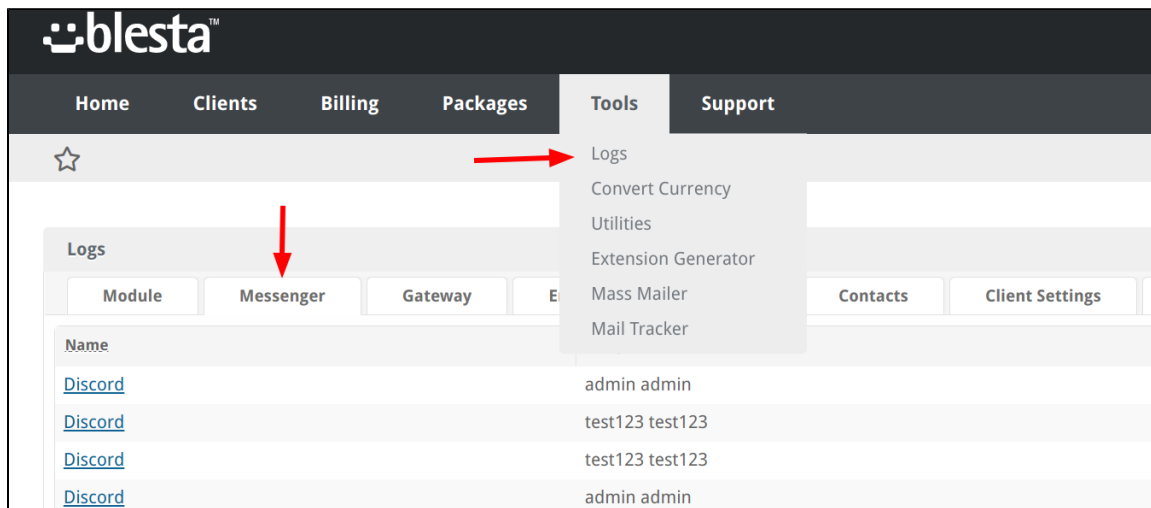 blesta™
Home Clients Billing Packages Tools Support
Logs
Convert Currency
Utilities
Extension Generator
Mass Mailer
Mail Tracker
Logs
Module Messenger Gateway Contacts Client Settings
Name
Discord admin admin
Discord test123 test123
Discord test123 test123
Discord admin admin